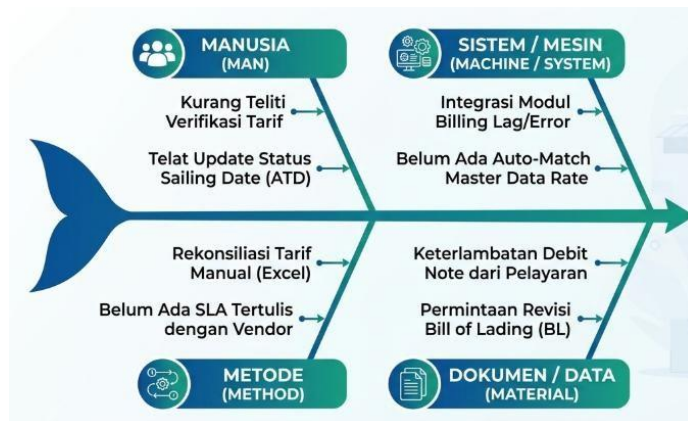 MANUSIA
(MAN)
Kurang Teliti
Verifikasi Tarif
Telat Update Status
Sailing Date (ATD)
SISTEM / MESIN
(MACHINE / SYSTEM)
Integrasi Modul
Billing Lag/Error
Belum Ada Auto-Match
Master Data Rate
Rekonsiliasi Tarif
Manual (Excel)
Belum Ada SLA Tertulis
dengan Vendor
METODE
(METHOD)
Keterlambatan Debit
Note dari Pelayaran
Permintaan Revisi
Bill of Lading (BL)
DOKUMEN / DATA
(MATERIAL)